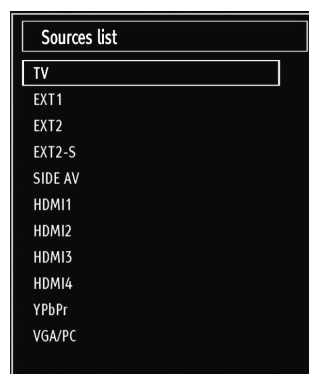 Sources list
TV
EXT1
EXT2
EXT2-S
SIDE AV
HDMI1
HDMI2
HDMI3
HDMI4
YPbPr
VGA/PC